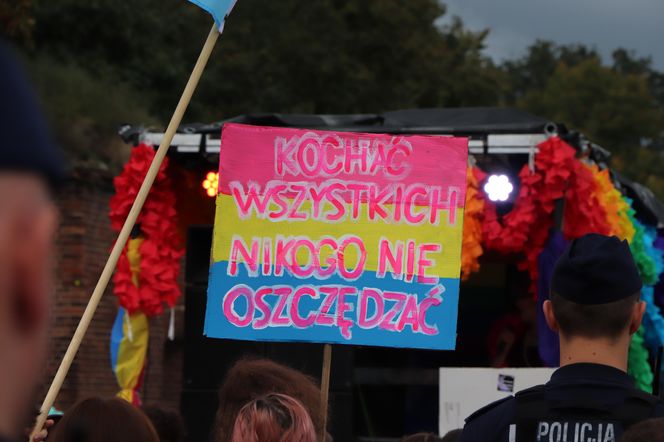 KOCHAĆ
WSZYSTKICH
NIKOGO NIE
OSZCZĘDZAĆ
POLICJA